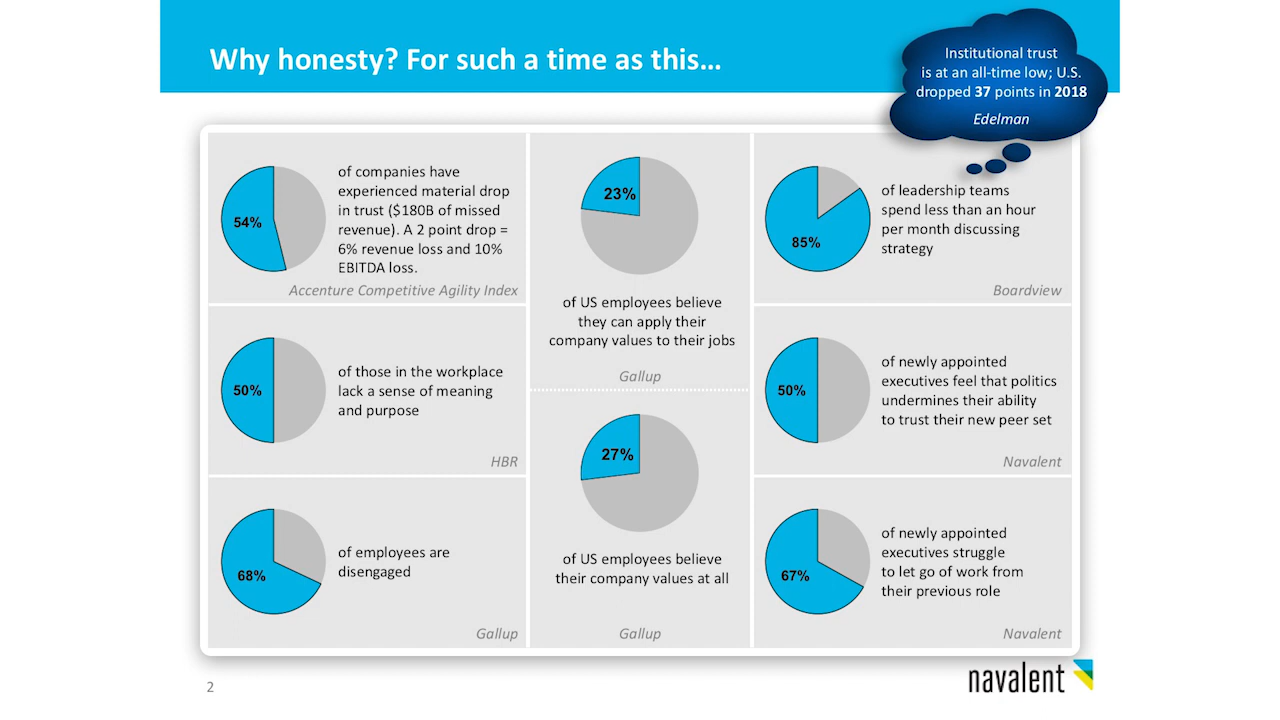 Why honesty? For such a time as this…
Institutional trust
is at an all-time low; U.S.
dropped 37 points in 2018
Edelman
54%
of companies have
experienced material drop
in trust ($180B of missed
revenue). A 2 point drop =
6% revenue loss and 10%
EBITDA loss.
Accenture Competitive Agility Index
50%
of those in the workplace
lack a sense of meaning
and purpose
HBR
68%
of employees are
disengaged
Gallup
23%
of US employees believe
they can apply their
company values to their jobs
Gallup
27%
of US employees believe
their company values at all
Gallup
85%
of leadership teams
spend less than an hour
per month discussing
strategy
Boardview
50%
of newly appointed
executives feel that politics
undermines their ability
to trust their new peer set
Navalent
67%
of newly appointed
executives struggle
to let go of work from
their previous role
Navalent
2
navalent